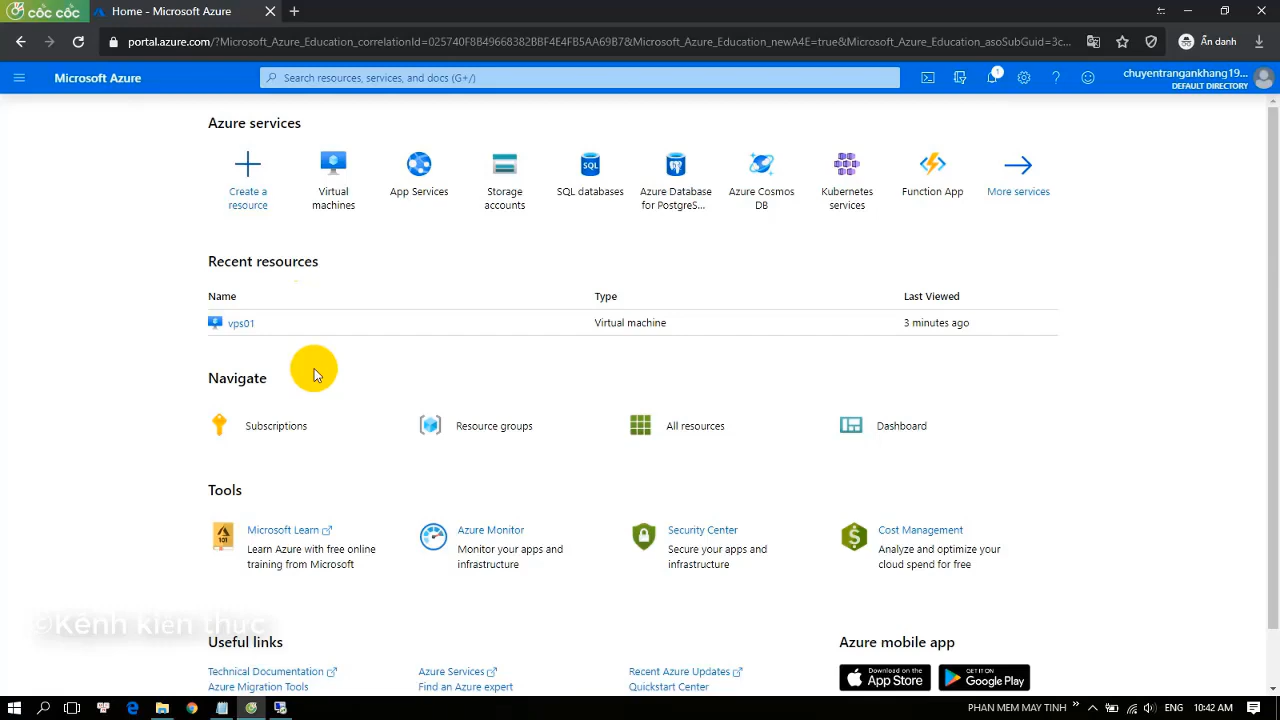 cốc cốc
Home - Microsoft Azure
portal.azure.com/?Microsoft_Azure_Education_correlationId=025740F8B49668382BBF4E4FB5AA69B7&Microsoft_Azure_Education_newA4E=true&Microsoft_Azure_Education_asoSubGuid=3c...
Ẩn danh
Microsoft Azure
Search resources, services, and docs (G+/)
1
chuyentrangankhang19...
DEFAULT DIRECTORY
Azure services
Create a
resource
Virtual
machines
App Services
Storage
accounts
SQL
SQL databases
Azure Database
for PostgreS...
Azure Cosmos
DB
Kubernetes
services
Function App
More services
Recent resources
Name
Type
Last Viewed
vps01
Virtual machine
3 minutes ago
Navigate
Subscriptions
Resource groups
All resources
Dashboard
Tools
101
Microsoft Learn
Learn Azure with free online
training from Microsoft
Azure Monitor
Monitor your apps and
infrastructure
Security Center
Secure your apps and
infrastructure
Cost Management
Analyze and optimize your
cloud spend for free
©Kênh kiến thức
Useful links
Azure mobile app
Technical Documentation
Azure Services
Recent Azure Updates
Azure Migration Tools
Find an Azure expert
Quickstart Center
Download on the
App Store
GET IT ON
Google Play
PHAN MEM MAY TINH
ENG
10:42 AM